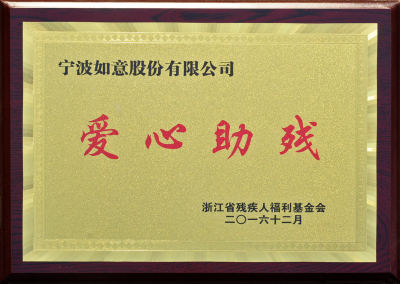 宁波如意股份有限公司
爱心助残
浙江省残疾人福利基金会
二〇一六十二月